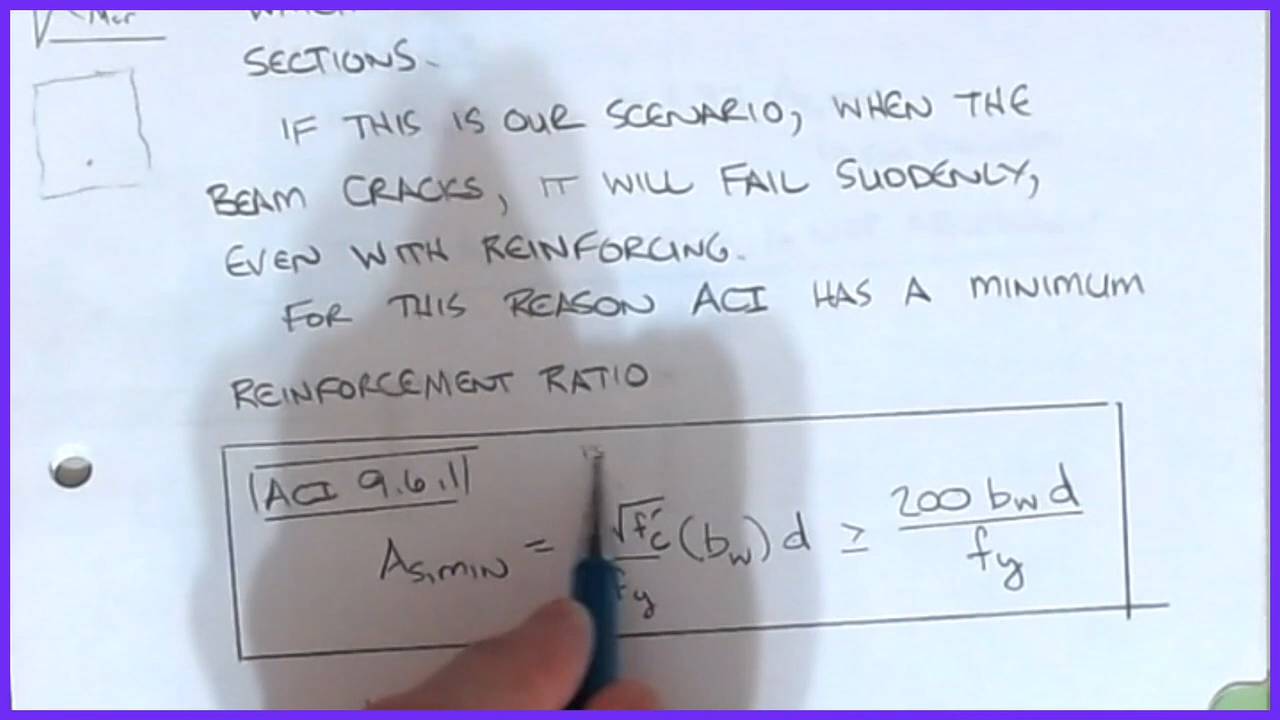 Mcr
SECTIONS.
IF THIS IS OUR SCENARIO, WHEN THE
BEAM CRACKS, IT WILL FAIL SUDDENLY,
EVEN WITH REINFORCING.
FOR THIS REASON ACI HAS A MINIMUM
REINFORCEMENT RATIO
ACI 9.6.1
As,min = √f'c/fy (bw) d ≥ 200 bw d/fy